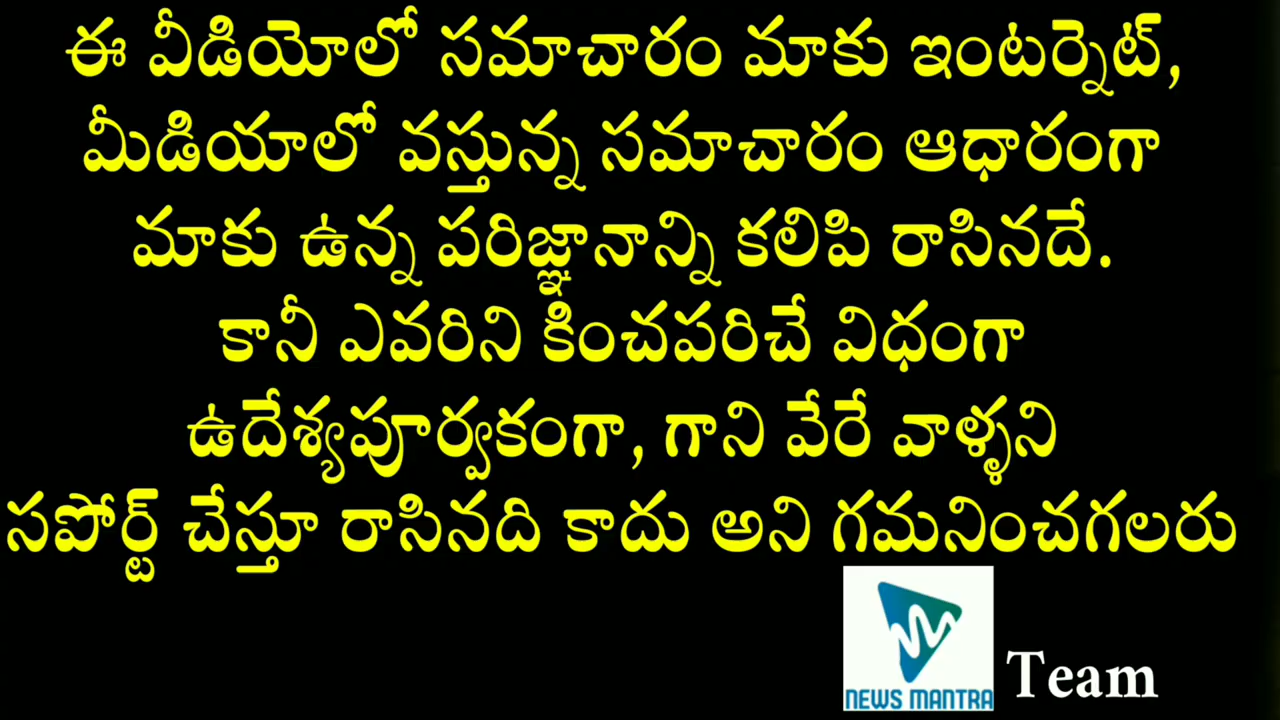 ఈ వీడియోలో సమాచారం మాకు ఇంటర్నెట్,
మీడియాలో వస్తున్న సమాచారం ఆధారంగా
మాకు ఉన్న పరిజ్ఞానాన్ని కలిపి రాసినదే.
కానీ ఎవరిని కించపరిచే విధంగా
ఉదేశ్యపూర్వకంగా, గాని వేరే వాళ్ళని
సపోర్ట్ చేస్తూ రాసినది కాదు అని గమనించగలరు
NEWS MANTRA Team